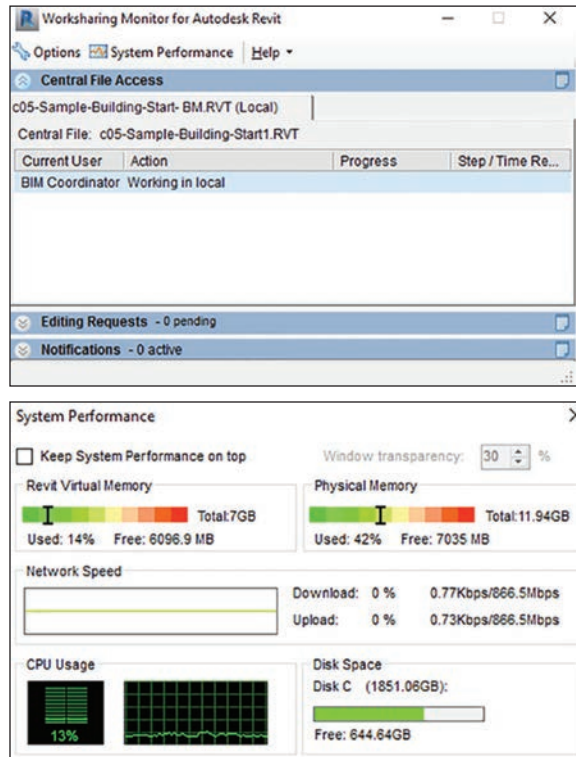 Worksharing Monitor for Autodesk Revit
Options System Performance Help
Central File Access
c05-Sample-Building-Start- BM.RVT (Local)
Central File: c05-Sample-Building-Start1.RVT
Current User Action Progress Step / Time Re...
BIM Coordinator Working in local
Editing Requests - 0 pending
Notifications - 0 active
System Performance
Keep System Performance on top Window transparency: 30 %
Revit Virtual Memory Physical Memory
Total:7GB Total:11.94GB
Used: 14% Free: 6096.9 MB Used: 42% Free: 7035 MB
Network Speed
Download: 0 % 0.77Kbps/866.5Mbps
Upload: 0 % 0.73Kbps/866.5Mbps
CPU Usage Disk Space
Disk C (1851.06GB):
13% Free: 644.64GB